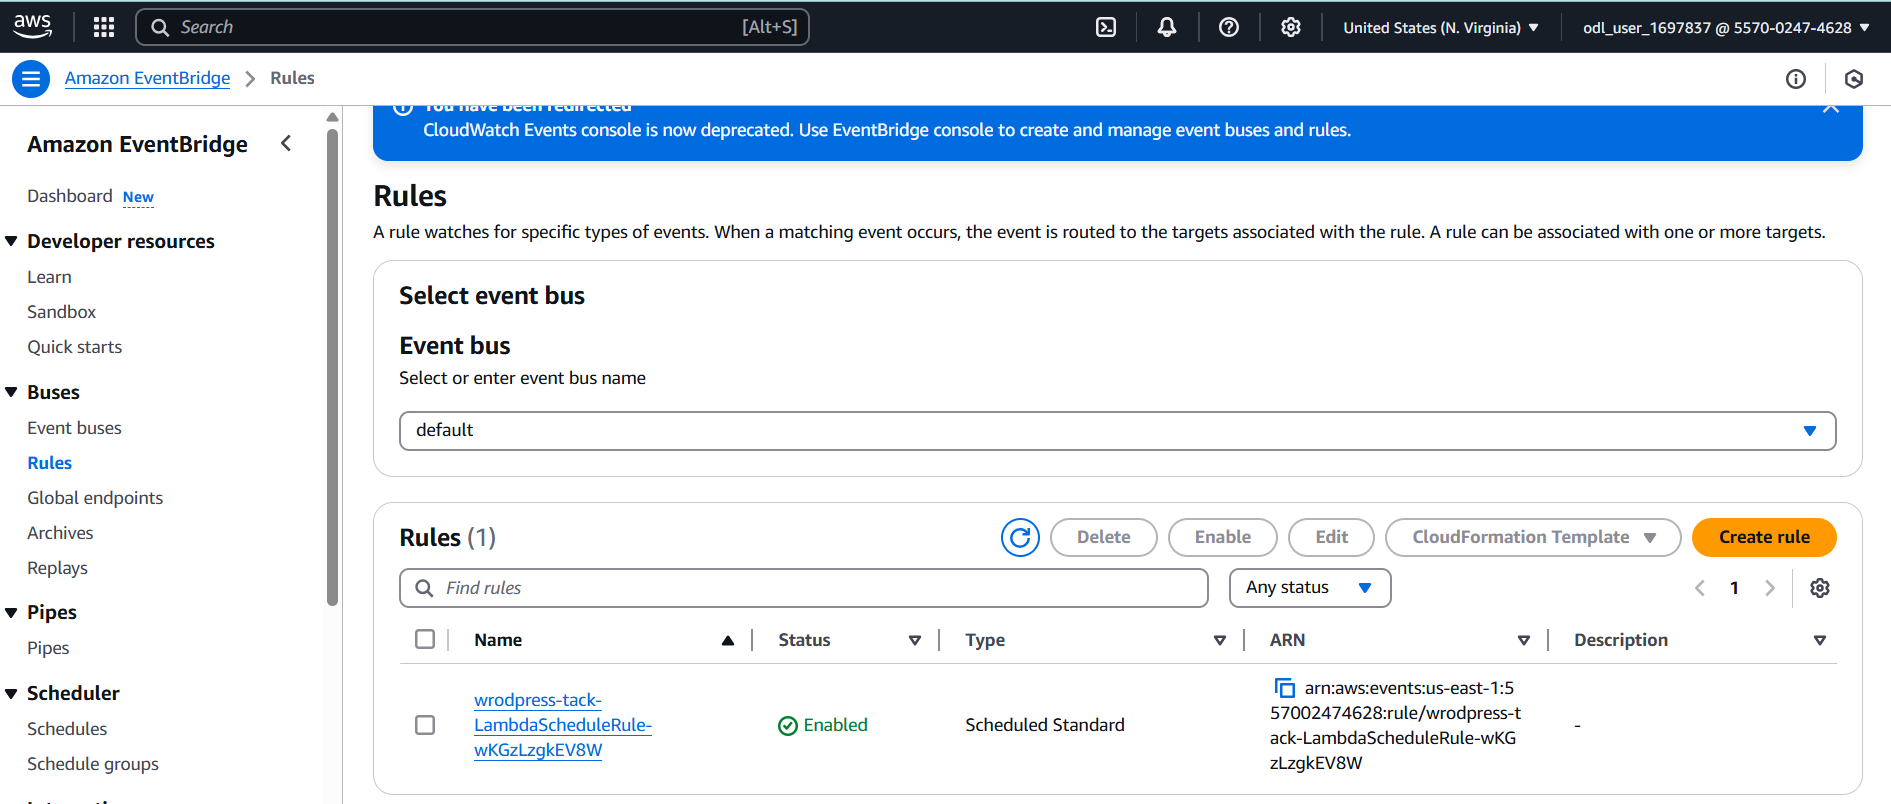 aws
Search [Alt+S]
United States (N. Virginia)
odl_user_1697837 @ 5570-0247-4628
Amazon EventBridge
Rules
Amazon EventBridge
Dashboard New
Developer resources
Learn
Sandbox
Quick starts
Buses
Event buses
Rules
Global endpoints
Archives
Replays
Pipes
Pipes
Scheduler
Schedules
Schedule groups
You have been redirected
CloudWatch Events console is now deprecated. Use EventBridge console to create and manage event buses and rules.
Rules
A rule watches for specific types of events. When a matching event occurs, the event is routed to the targets associated with the rule. A rule can be associated with one or more targets.
Select event bus
Event bus
Select or enter event bus name
default
Rules (1)
Delete
Enable
Edit
CloudFormation Template
Create rule
Find rules
Any status
1
Name
Status
Type
ARN
Description
wrodpress-tack-
LambdaScheduleRule-
wKGzLzgkEV8W
Enabled
Scheduled Standard
arn:aws:events:us-east-1:5
57002474628:rule/wrodpress-t
ack-LambdaScheduleRule-wKG
zLzgkEV8W
-